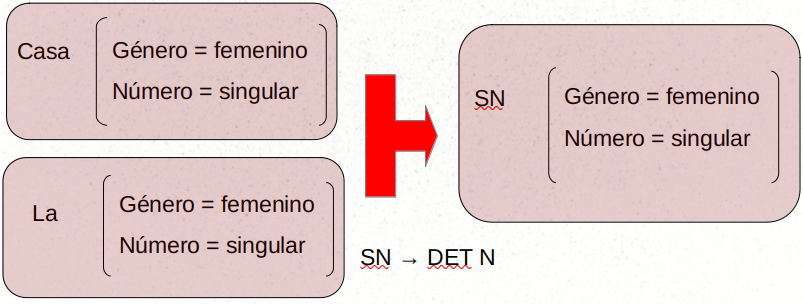 Casa
Género = femenino
Número = singular
La
Género = femenino
Número = singular
SN → DET N
SN
Género = femenino
Número = singular